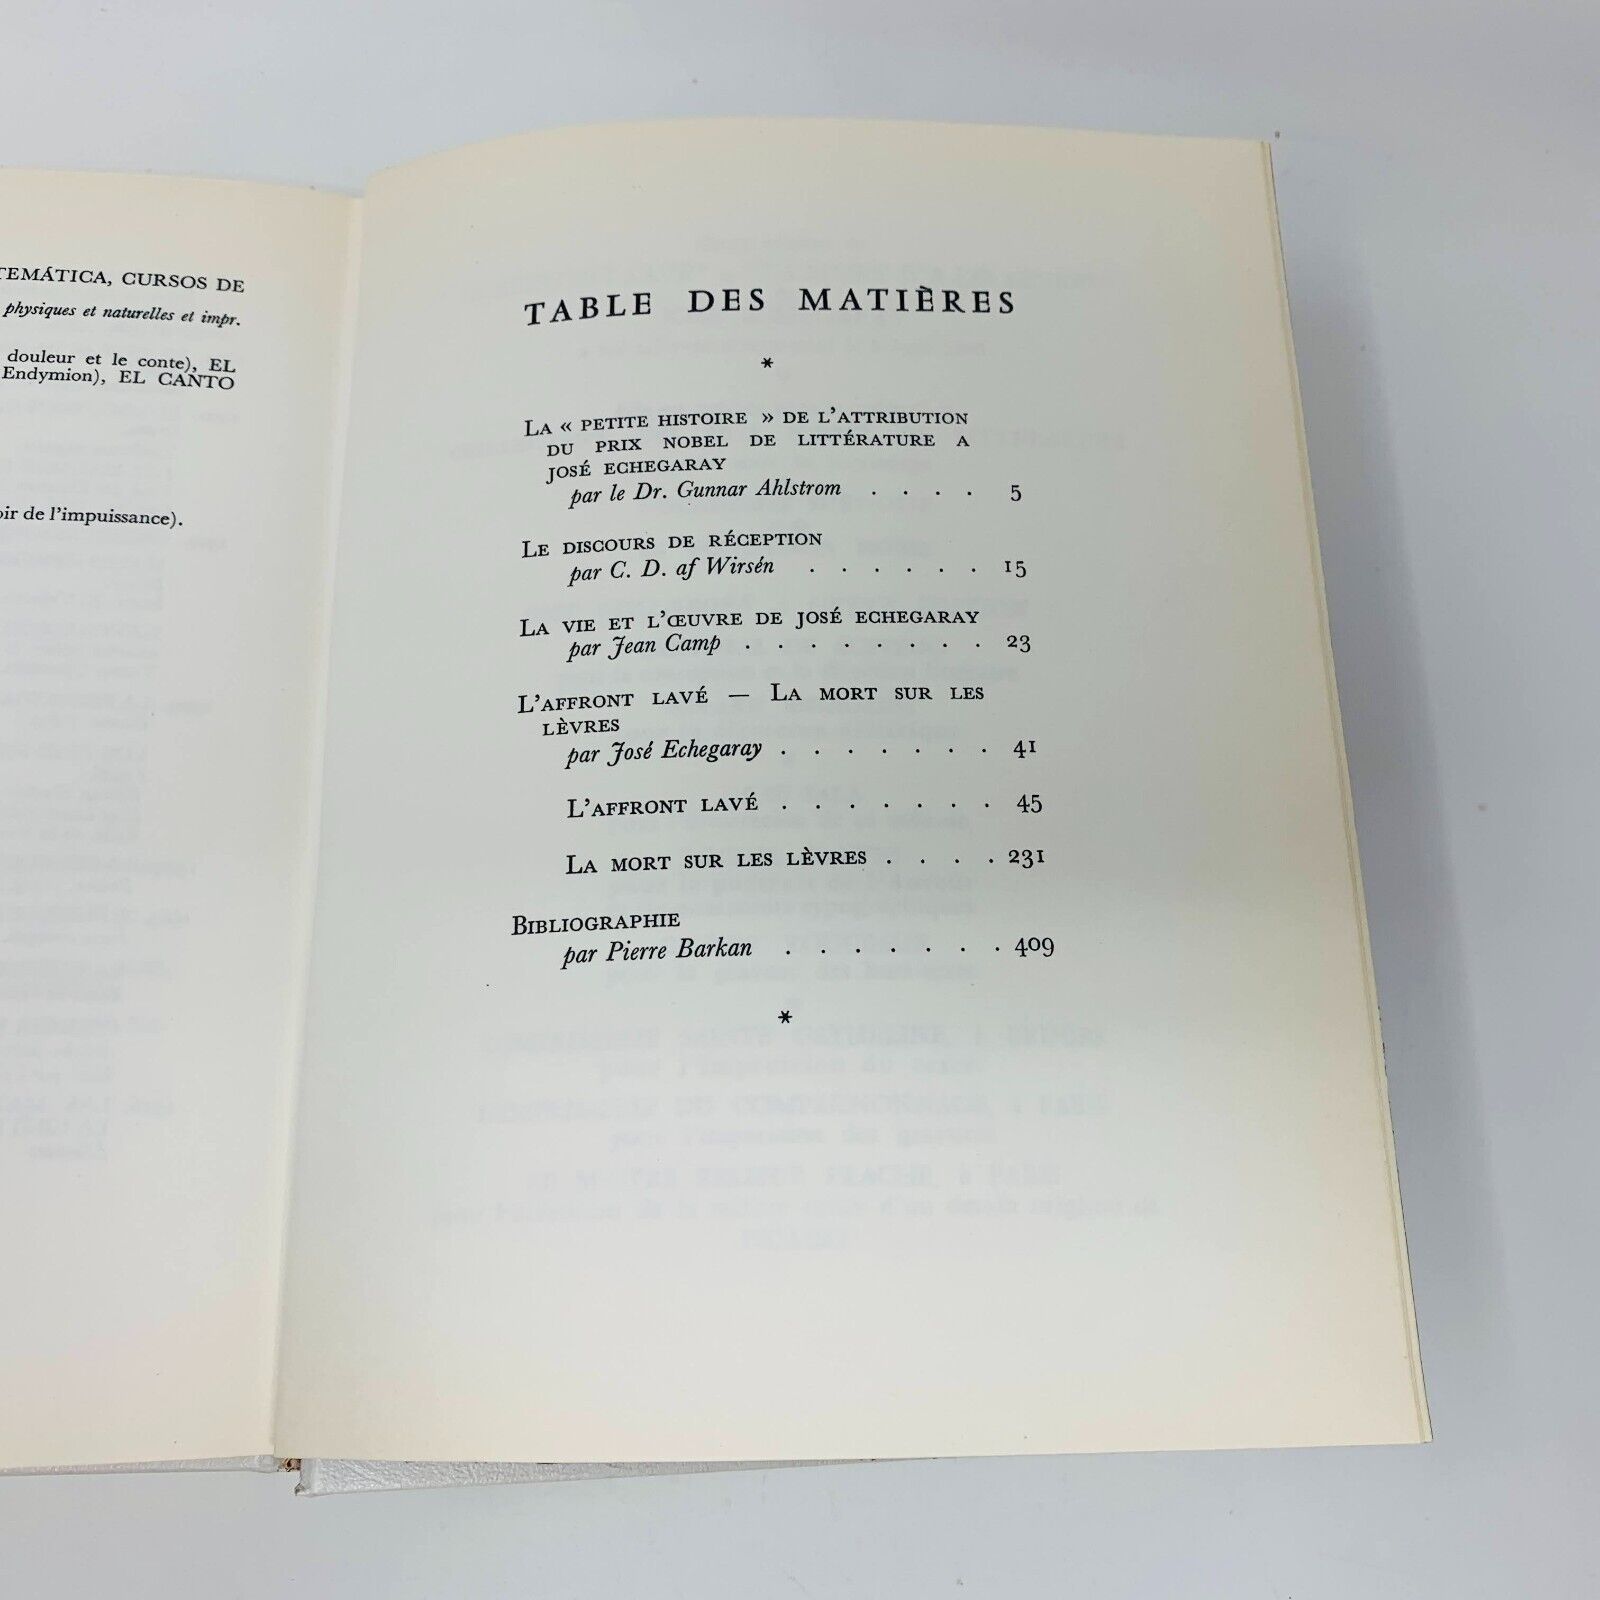 TEMÁTICA, CURSOS DE
physiques et naturelles et impr.
douleur et le conte), EL
Endymion), EL CANTO
de l'impuissance).
TABLE DES MATIÈRES
*
LA « PETITE HISTOIRE » DE L'ATTRIBUTION
DU PRIX NOBEL DE LITTÉRATURE A
JOSÉ ECHEGARAY
par le Dr. Gunnar Ahlstrom . . . . 5
LE DISCOURS DE RÉCEPTION
par C. D. af Wirsén . . . . . . 15
LA VIE ET L'ŒUVRE DE JOSÉ ECHEGARAY
par Jean Camp . . . . . . . . 23
L'AFFRONT LAVÉ — LA MORT SUR LES
LÈVRES
par José Echegaray . . . . . . . 41
L'AFFRONT LAVÉ . . . . . . . 45
LA MORT SUR LES LÈVRES . . . . 231
BIBLIOGRAPHIE
par Pierre Barkan . . . . . . . 409
*